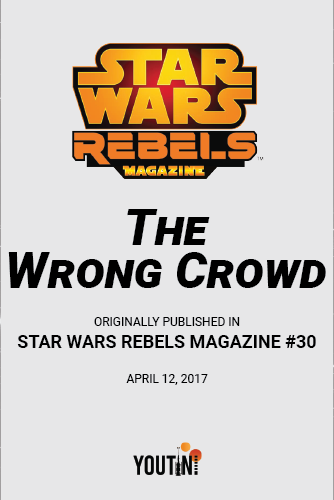 STAR
WARS
REBELS
MAGAZINE
THE
WRONG CROWD
ORIGINALLY PUBLISHED IN
STAR WARS REBELS MAGAZINE #30
APRIL 12, 2017
YOUTINI